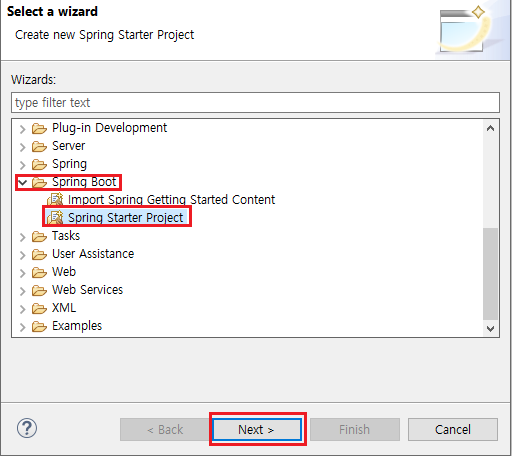 Select a wizard
Create new Spring Starter Project
Wizards:
type filter text
Plug-in Development
Server
Spring
Spring Boot
Import Spring Getting Started Content
Spring Starter Project
Tasks
User Assistance
Web
Web Services
XML
Examples
?
< Back Next > Finish Cancel